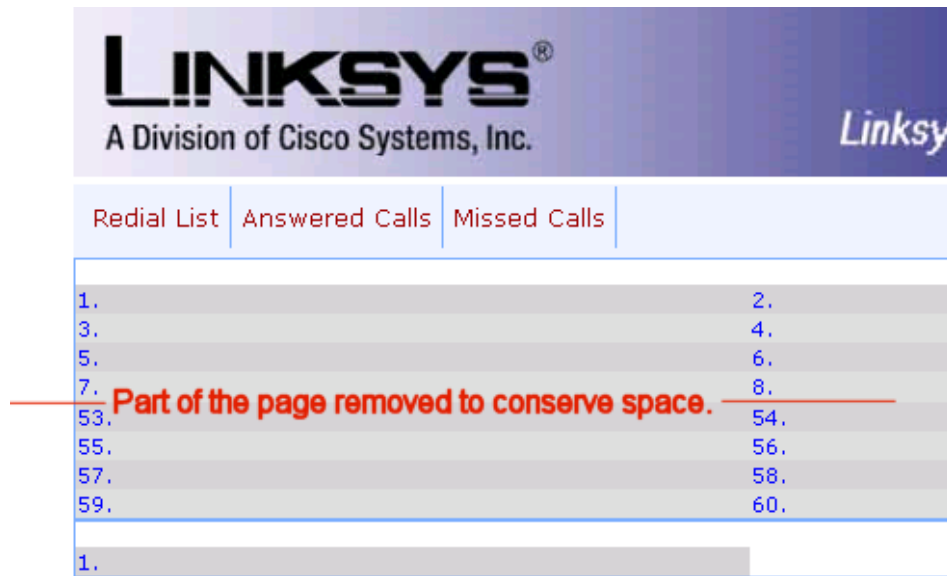 LINKSYS®
A Division of Cisco Systems, Inc.
Linksy
Redial List Answered Calls Missed Calls
1. 2.
3. 4.
5. 6.
7. 8.
Part of the page removed to conserve space.
53. 54.
55. 56.
57. 58.
59. 60.
1.